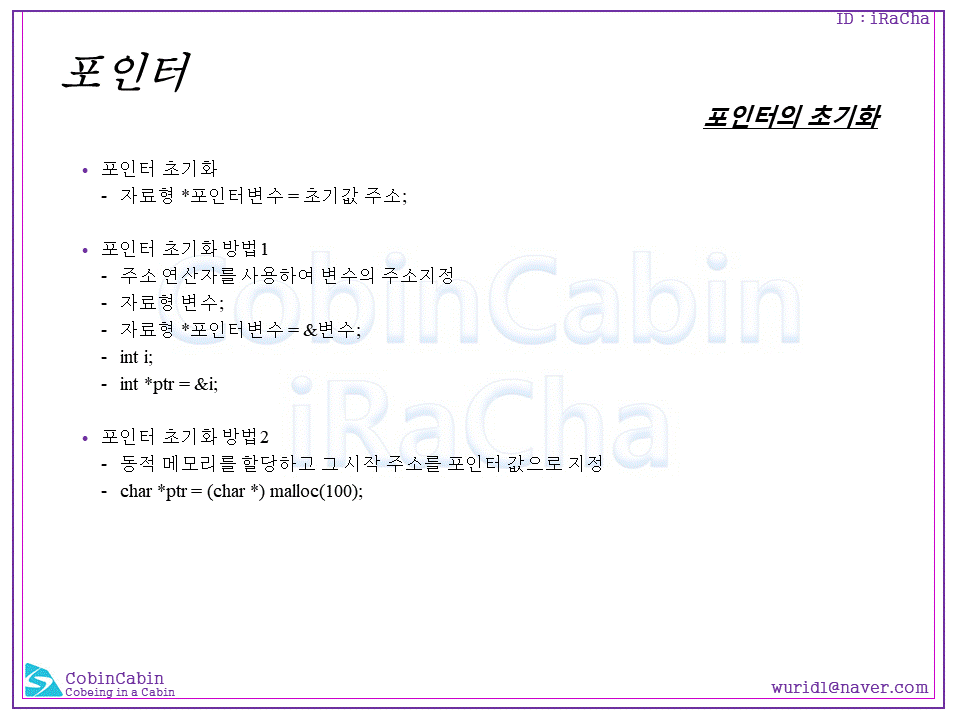 ID : iRaCha
포인터
포인터의 초기화
• 포인터 초기화
- 자료형 *포인터변수 = 초기값 주소;
• 포인터 초기화 방법1
- 주소 연산자를 사용하여 변수의 주소지정
- 자료형 변수;
- 자료형 *포인터변수 = &변수;
- int i;
- int *ptr = &i;
• 포인터 초기화 방법2
- 동적 메모리를 할당하고 그 시작 주소를 포인터 값으로 지정
- char *ptr = (char *) malloc(100);
CobinCabin
iRaCha
CobinCabin
Cobeing in a Cabin
wurid1@naver.com